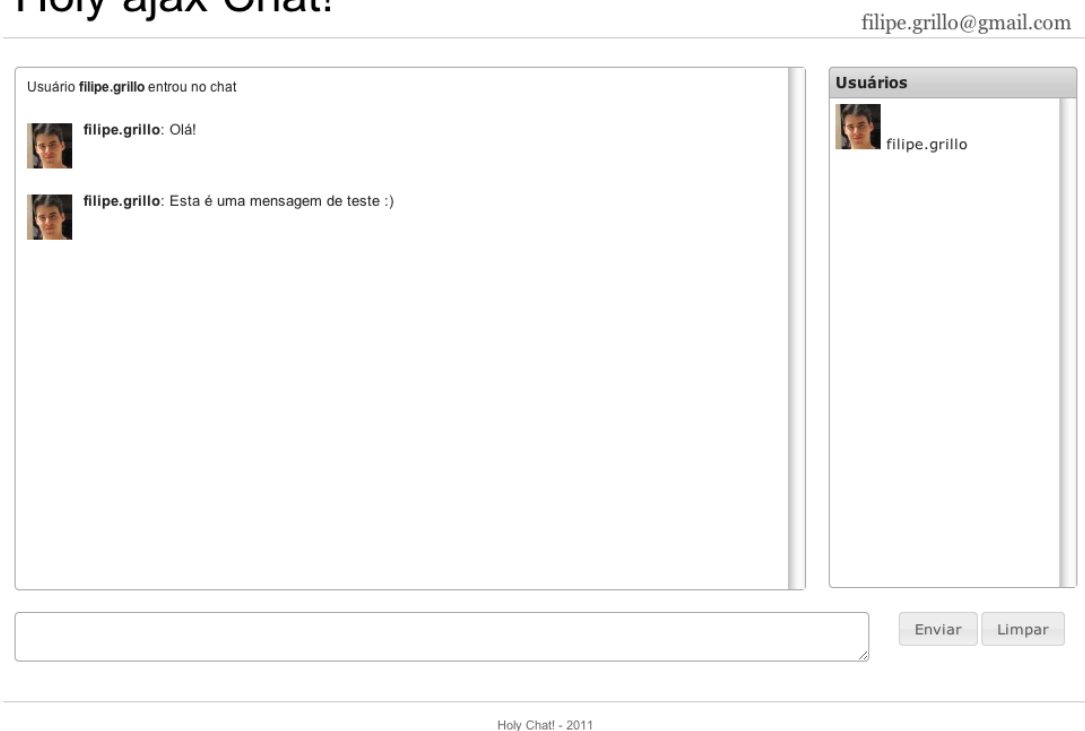 Holy ajax Chat!
filipe.grillo@gmail.com
Usuário filipe.grillo entrou no chat
filipe.grillo: Olá!
filipe.grillo: Esta é uma mensagem de teste :)
Usuários
filipe.grillo
Enviar
Limpar
Holy Chat! - 2011